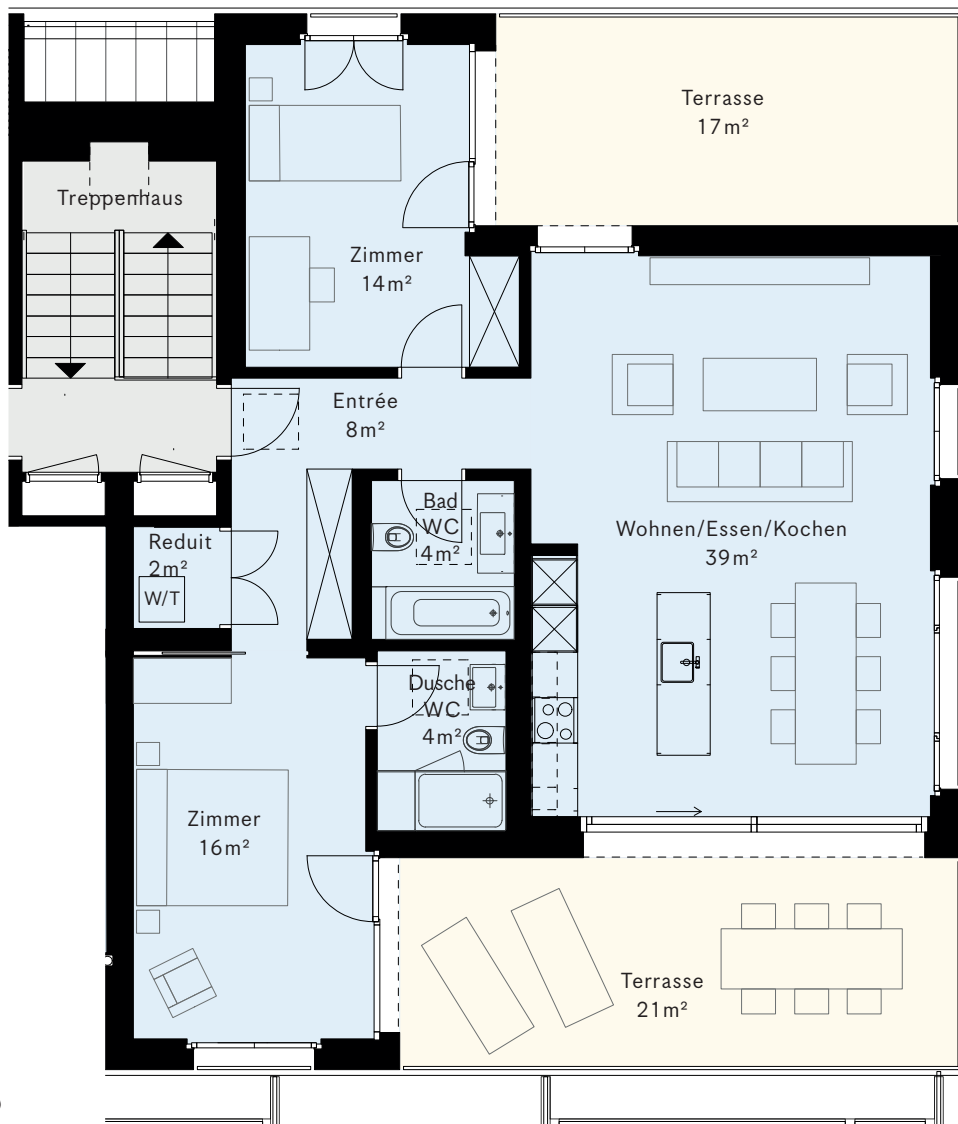 Terrasse
17m²
Treppenhaus
Zimmer
14m²
Entrée
8m²
Bad
WC
4m²
Wohnen/Essen/Kochen
39m²
Reduit
2m²
W/T
Dusche
WC
4m²
Zimmer
16m²
Terrasse
21m²